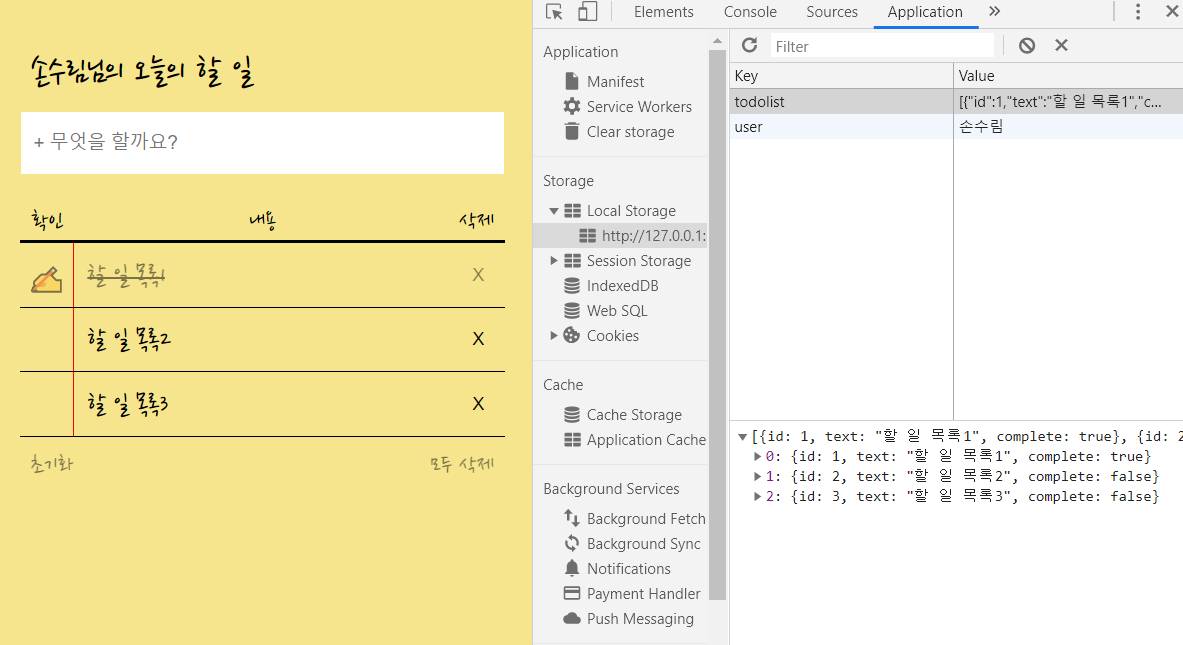 손수림님의 오늘의 할 일
+ 무엇을 할까요?
확인 내용 삭제
할 일 목록1 X
할 일 목록2 X
할 일 목록3 X
초기화 모두 삭제
Elements Console Sources Application »
Application
Manifest
Service Workers
Clear storage
Storage
Local Storage
http://127.0.0.1:
Session Storage
IndexedDB
Web SQL
Cookies
Cache
Cache Storage
Application Cache
Background Services
Background Fetch
Background Sync
Notifications
Payment Handler
Push Messaging
Filter
Key Value
todolist [{"id":1,"text":"할 일 목록1","c...
user 손수림
[{id: 1, text: "할 일 목록1", complete: true}, {id: 2
0: {id: 1, text: "할 일 목록1", complete: true}
1: {id: 2, text: "할 일 목록2", complete: false}
2: {id: 3, text: "할 일 목록3", complete: false}